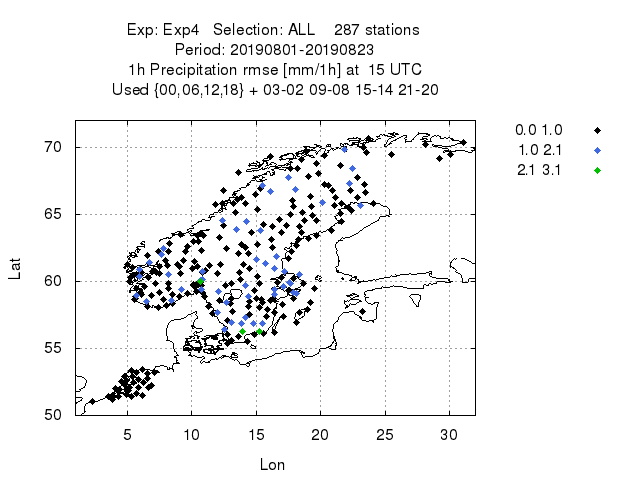 Exp: Exp4 Selection: ALL 287 stations
Period: 20190801-20190823
1h Precipitation rmse [mm/1h] at 15 UTC
Used {00,06,12,18} + 03-02 09-08 15-14 21-20
0.0 1.0
1.0 2.1
2.1 3.1
70
65
60
55
50
Lat
5 10 15 20 25 30
Lon